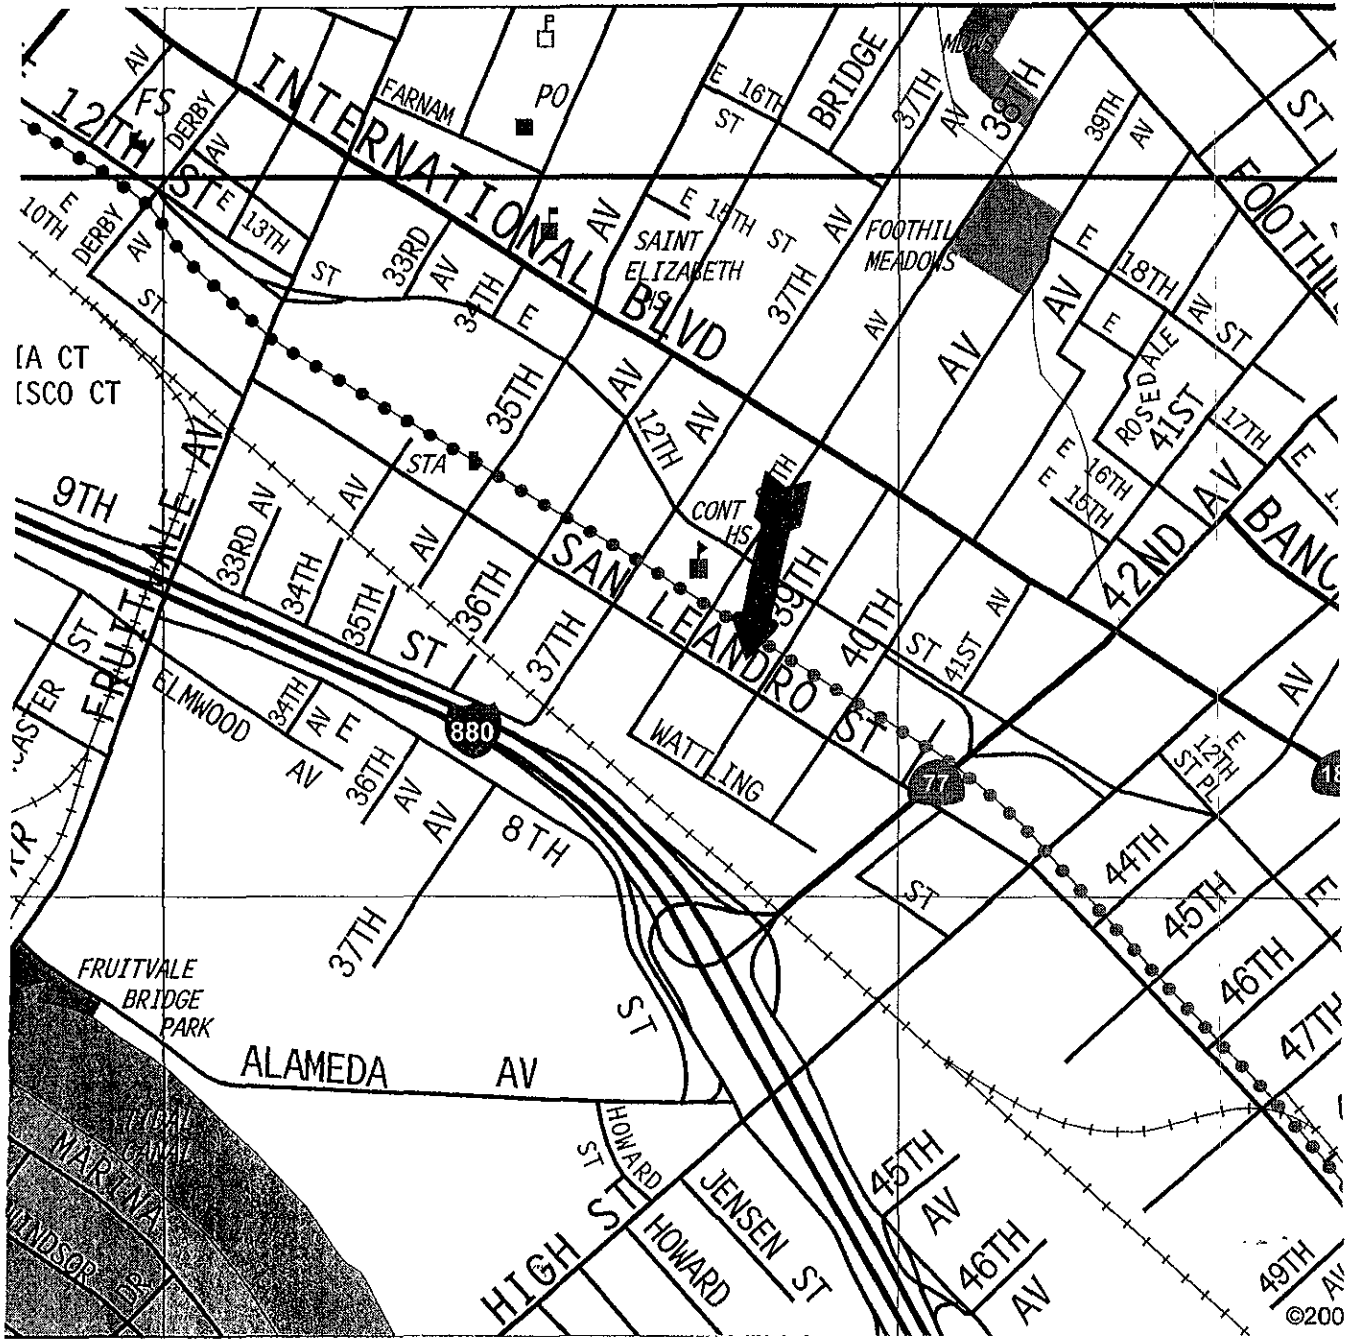 MDWS
BRIDGE
37TH
AV
38TH
39TH
AV
ST
FOOTHIL
AV
FS
DERBY
AV
12TH
ST
INTERNATIONAL
BLVD
FARNAM
PO
E 16TH
ST
E 15TH ST
E
10TH
ST
DERBY
AV
E 13TH
ST
33RD
AV
34TH
E
AV
SAINT
ELIZABETH
HS
37TH
AV
FOOTHIL
MEADOWS
AV
AV
AV
E
18TH
ST
E
AV
ROSEDALE
41ST
17TH
E
E 16TH
E 15TH
42ND
AV
BANC
IA CT
ISCO CT
35TH
AV
12TH
AV
STA
CONT
HS
9TH
FRUITVALE AV
33RD AV
34TH
AV
35TH
AV
ST
36TH
37TH
SAN LEANDRO ST
39TH
40TH
ST
41ST
AV
AV
ST
ELMWOOD
AV
34TH
AV
E
36TH
AV
AV
880
WATTLING
ST
77
E
12TH
ST PL
44TH
45TH
E
46TH
47TH
8TH
ST
37TH
FRUITVALE
BRIDGE
PARK
ALAMEDA AV
TIDAL
CANAL
MARINA
WINDSOR DR
HOWARD
ST
HIGH ST
HOWARD
JENSEN
ST
45TH
AV
46TH
AV
49TH
AV
©200